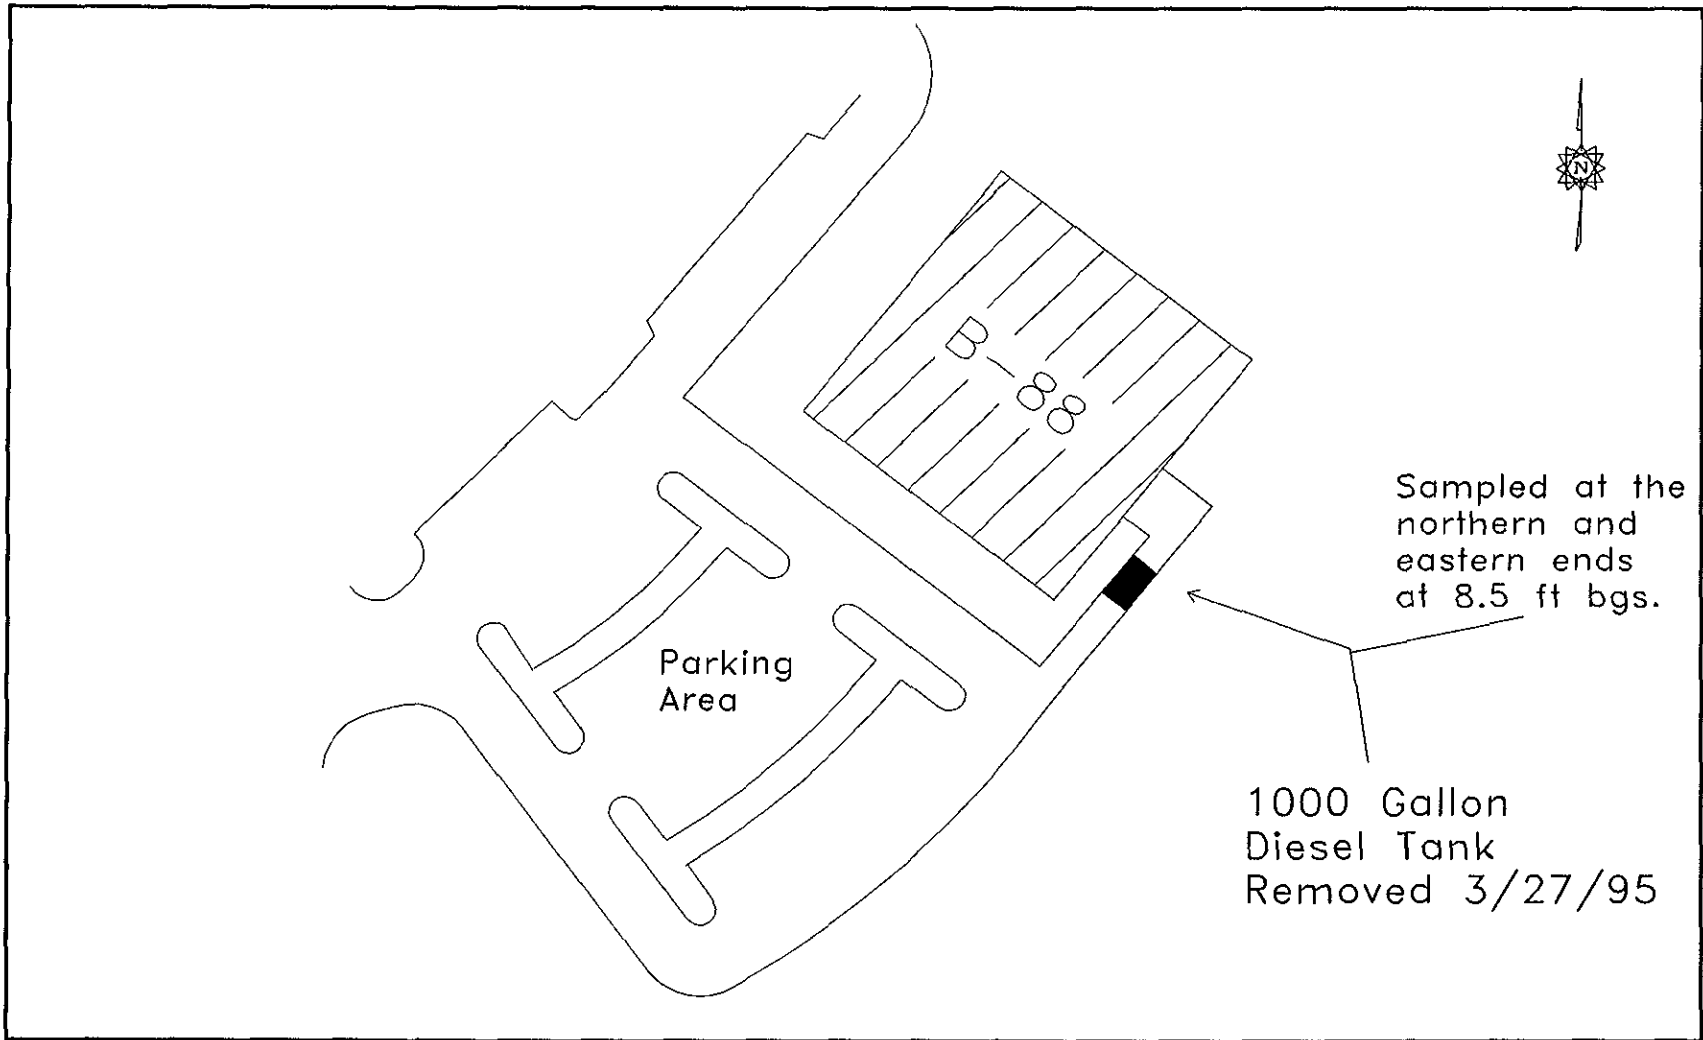 N
B-88
Sampled at the
northern and
eastern ends
at 8.5 ft bgs.
Parking
Area
1000 Gallon
Diesel Tank
Removed 3/27/95